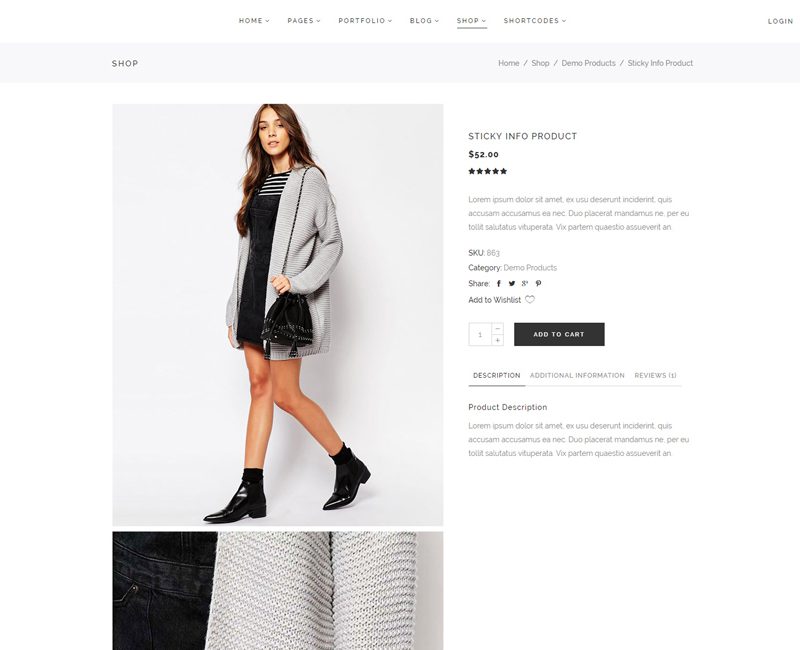 HOME PAGES PORTFOLIO BLOG SHOP SHORTCODES LOGIN
SHOP
Home / Shop / Demo Products / Sticky Info Product
STICKY INFO PRODUCT
$52.00
Lorem ipsum dolor sit amet, ex usu deserunt inciderint, quis
accusam accusamus ea nec. Duo placerat mandamus ne, per eu
tollit salutatus vituperata. Vix partem quaestio assueverit an.
SKU: 863
Category: Demo Products
Share:
Add to Wishlist
1 − + ADD TO CART
DESCRIPTION ADDITIONAL INFORMATION REVIEWS (1)
Product Description
Lorem ipsum dolor sit amet, ex usu deserunt inciderint, quis
accusam accusamus ea nec. Duo placerat mandamus ne, per eu
tollit salutatus vituperata. Vix partem quaestio assueverit an.